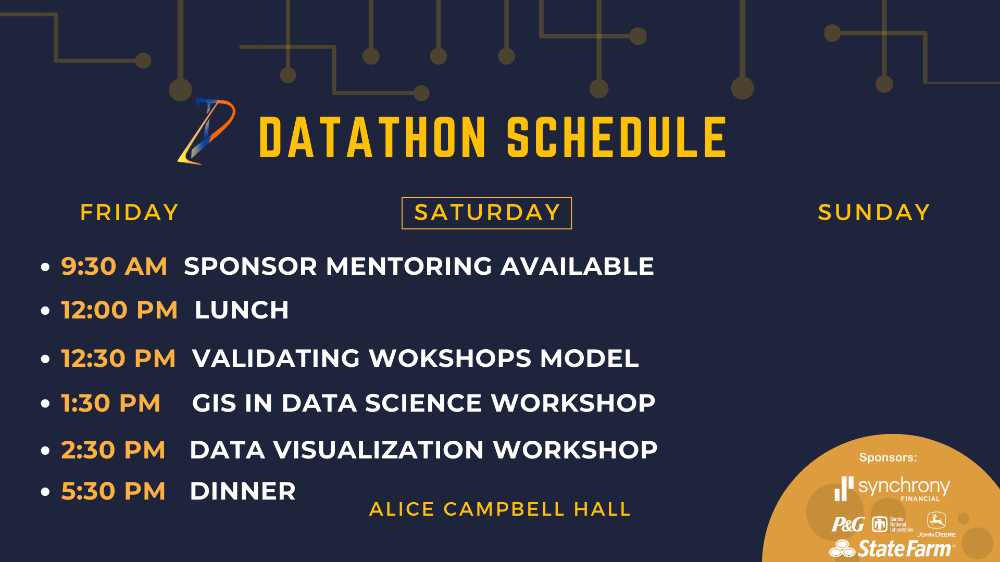 DATATHON SCHEDULE
FRIDAY
SATURDAY
SUNDAY
• 9:30 AM SPONSOR MENTORING AVAILABLE
• 12:00 PM LUNCH
• 12:30 PM VALIDATING WOKSHOPS MODEL
• 1:30 PM GIS IN DATA SCIENCE WORKSHOP
• 2:30 PM DATA VISUALIZATION WORKSHOP
• 5:30 PM DINNER
ALICE CAMPBELL HALL
Sponsors:
synchrony
FINANCIAL
P&G
Sandia
National
Laboratories
JOHN DEERE
StateFarm®